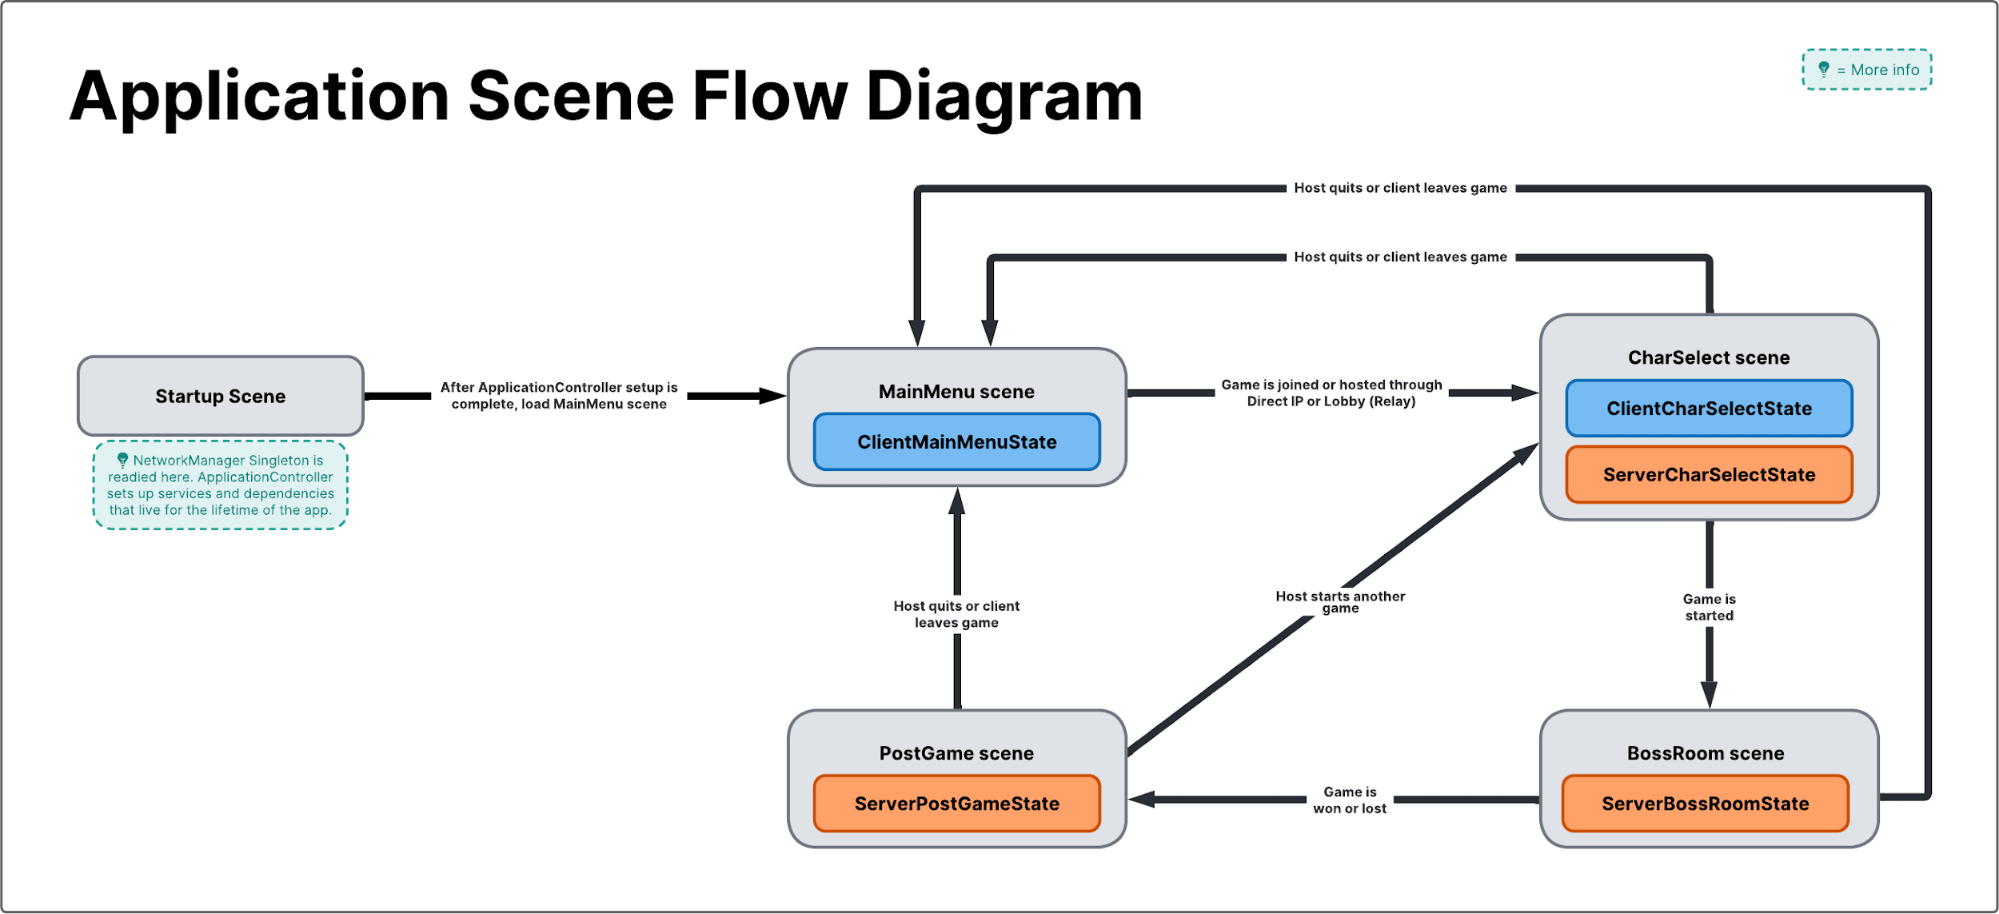 Application Scene Flow Diagram
= More info
Host quits or client leaves game
Host quits or client leaves game
Startup Scene
After ApplicationController setup is
complete, load MainMenu scene
NetworkManager Singleton is
readied here. ApplicationController
sets up services and dependencies
that live for the lifetime of the app.
MainMenu scene
ClientMainMenuState
Game is joined or hosted through
Direct IP or Lobby (Relay)
CharSelect scene
ClientCharSelectState
ServerCharSelectState
Host quits or client
leaves game
Host starts another
game
Game is
started
PostGame scene
ServerPostGameState
Game is
won or lost
BossRoom scene
ServerBossRoomState